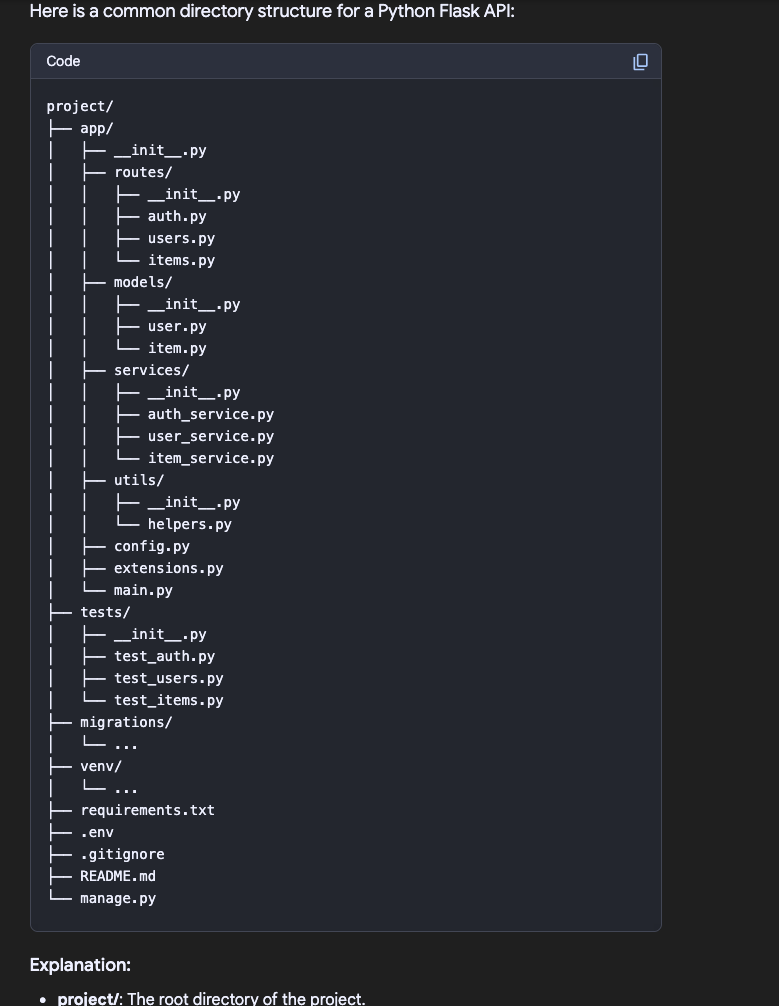 Here is a common directory structure for a Python Flask API:
Code
project/
├── app/
│   ├── __init__.py
│   ├── routes/
│   │   ├── __init__.py
│   │   ├── auth.py
│   │   ├── users.py
│   │   └── items.py
│   ├── models/
│   │   ├── __init__.py
│   │   ├── user.py
│   │   └── item.py
│   ├── services/
│   │   ├── __init__.py
│   │   ├── auth_service.py
│   │   ├── user_service.py
│   │   └── item_service.py
│   ├── utils/
│   │   ├── __init__.py
│   │   └── helpers.py
│   ├── config.py
│   ├── extensions.py
│   └── main.py
├── tests/
│   ├── __init__.py
│   ├── test_auth.py
│   ├── test_users.py
│   └── test_items.py
├── migrations/
│   └── ...
├── venv/
│   └── ...
├── requirements.txt
├── .env
├── .gitignore
├── README.md
└── manage.py
Explanation:
• project/: The root directory of the project.